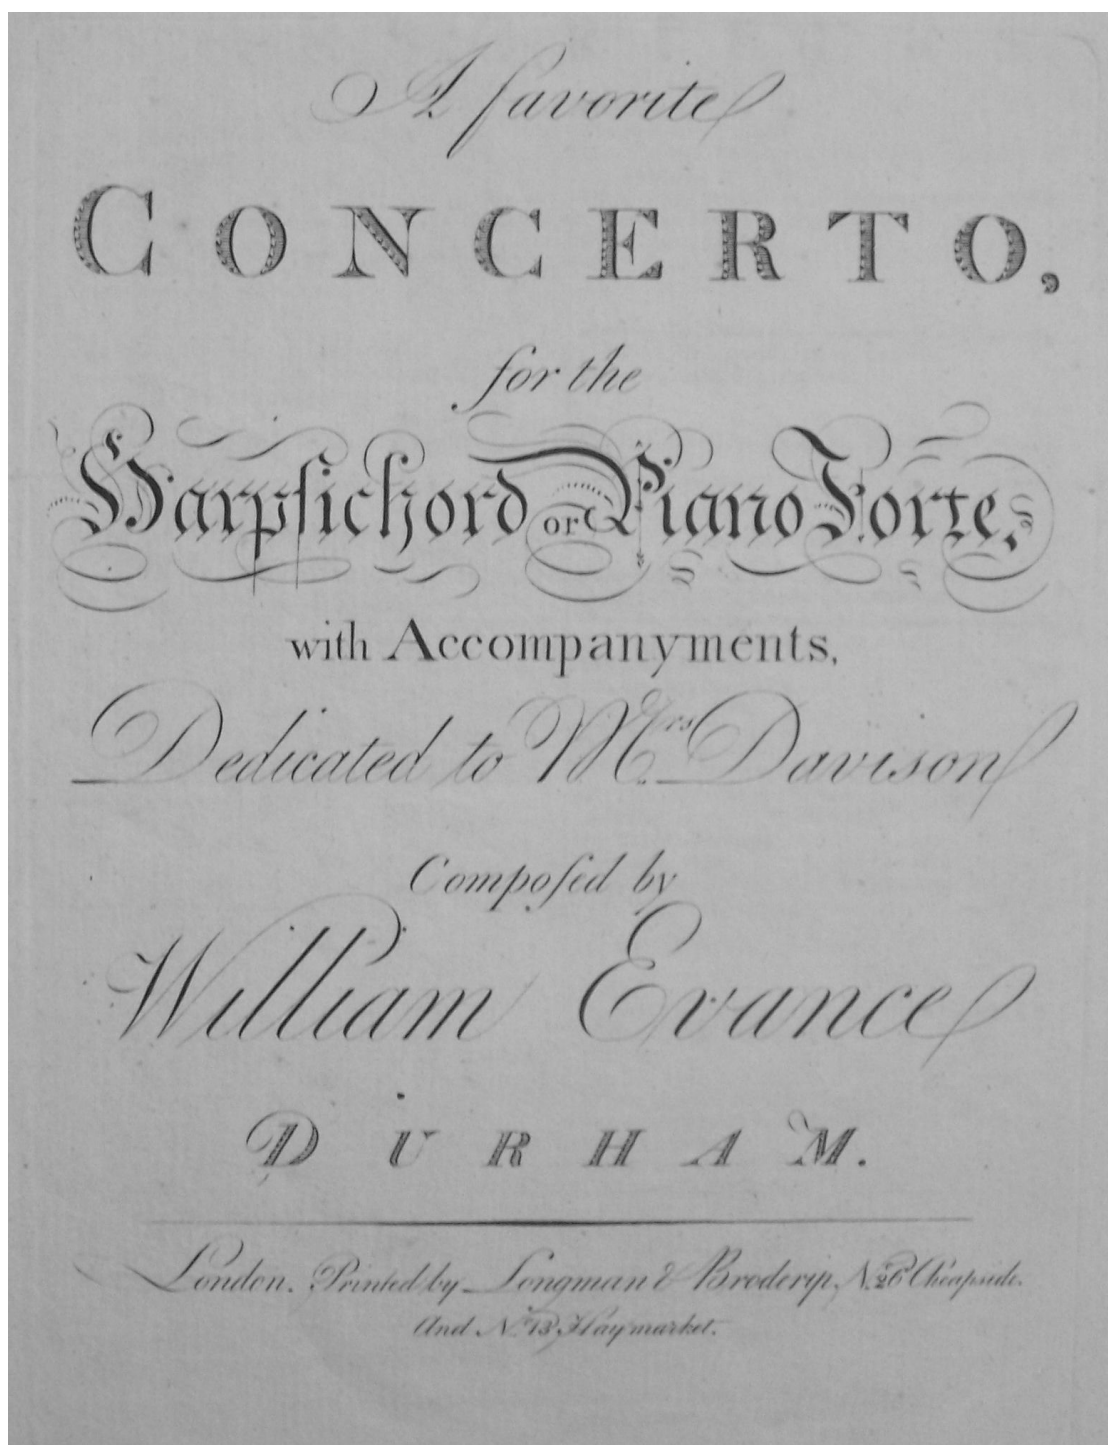 A favorite
CONCERTO,
for the
Harpſichord or Piano Forte,
with Accompanyments,
Dedicated to Mrs. Davison
Compoſed by
William Evance
DURHAM.
London. Printed by Longman & Broderip, No. 26 Cheapside.
And No. 13 Haymarket.